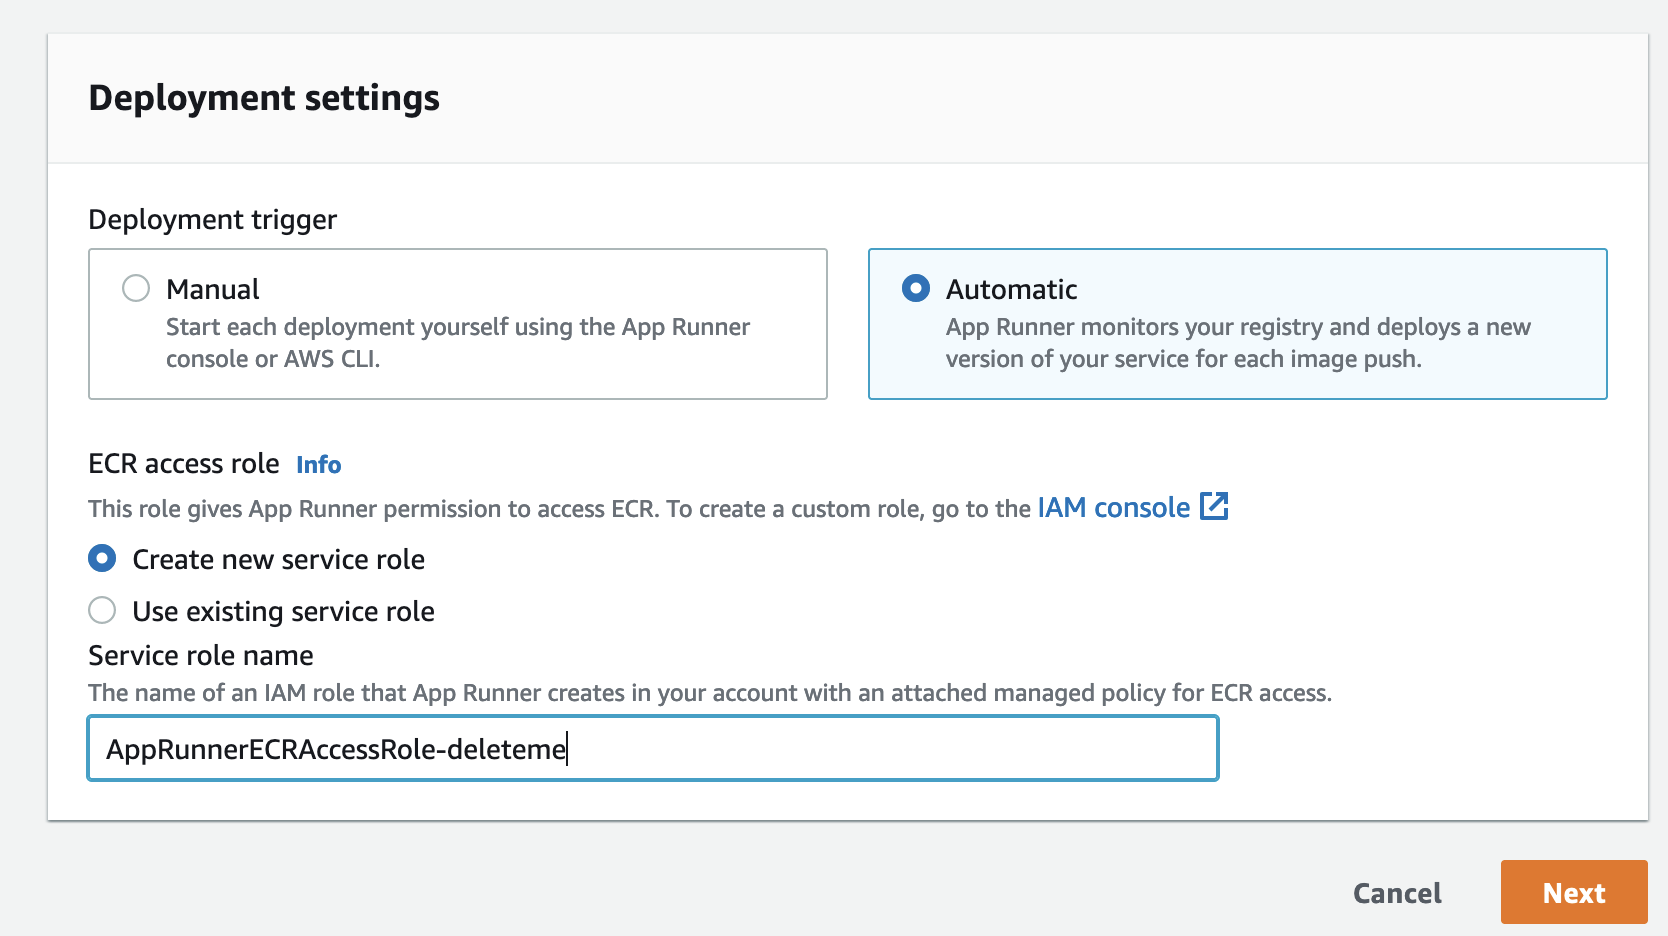 Deployment settings
Deployment trigger
Manual
Start each deployment yourself using the App Runner
console or AWS CLI.
Automatic
App Runner monitors your registry and deploys a new
version of your service for each image push.
ECR access role Info
This role gives App Runner permission to access ECR. To create a custom role, go to the IAM console
Create new service role
Use existing service role
Service role name
The name of an IAM role that App Runner creates in your account with an attached managed policy for ECR access.
AppRunnerECRAccessRole-deleteme
Cancel
Next